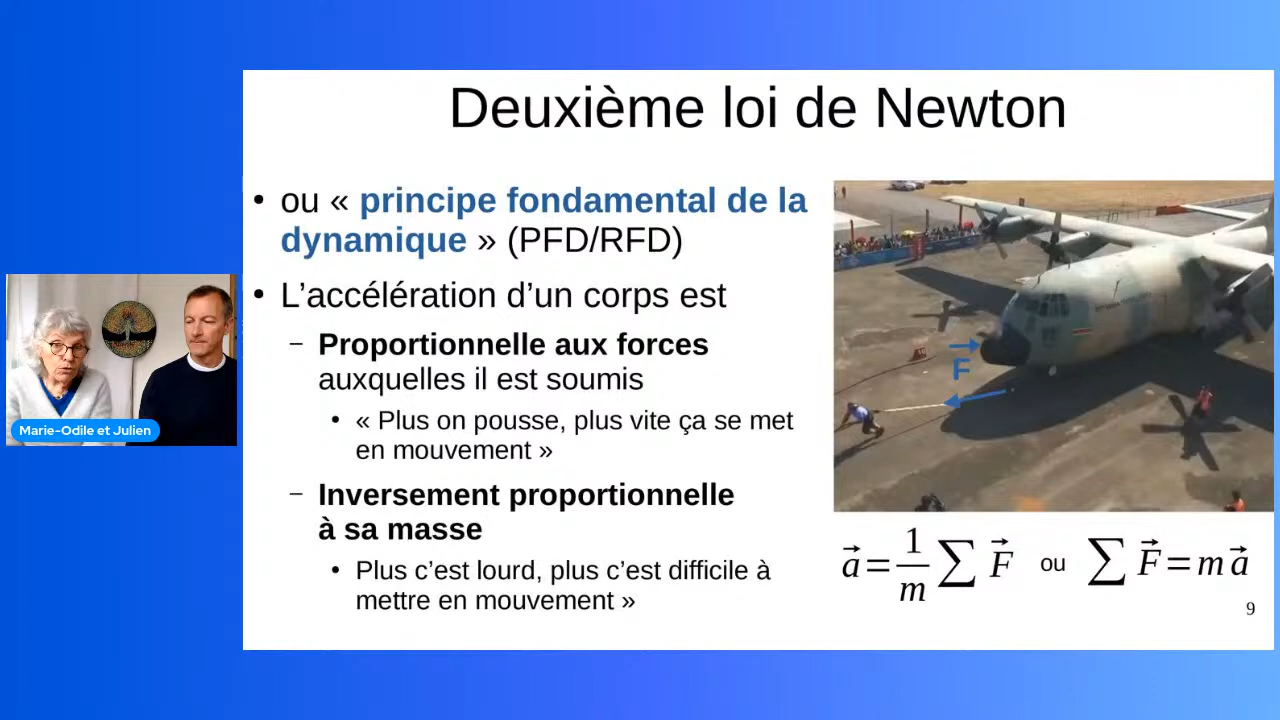 Deuxième loi de Newton
• ou « principe fondamental de la
dynamique » (PFD/RFD)
• L’accélération d’un corps est
– Proportionnelle aux forces
auxquelles il est soumis
• « Plus on pousse, plus vite ça se met
en mouvement »
– Inversement proportionnelle
à sa masse
• Plus c’est lourd, plus c’est difficile à
mettre en mouvement »
F
a⃗ = 1/m ∑ F⃗ ou ∑ F⃗ = m a⃗
9
Marie-Odile et Julien